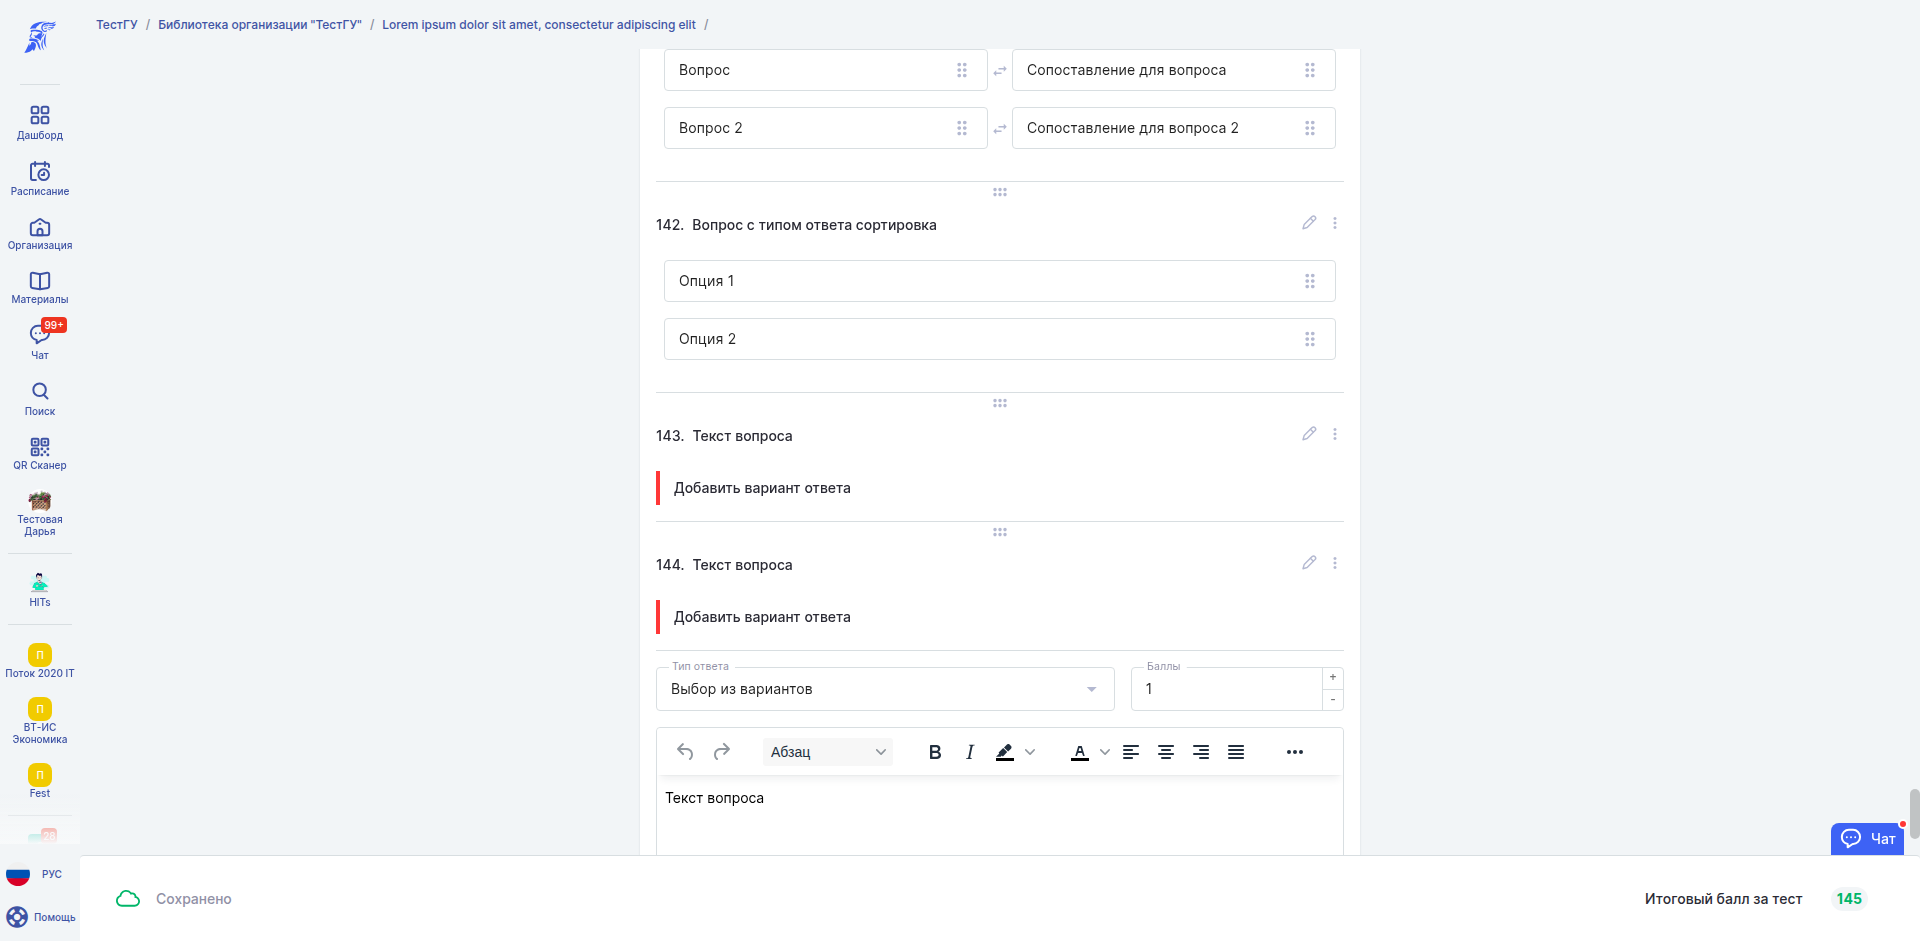 ТестГУ / Библиотека организации "ТестГУ" / Lorem ipsum dolor sit amet, consectetur adipiscing elit /
Дашборд
Расписание
Организация
Материалы
99+
Чат
Поиск
QR Сканер
Тестовая
Дарья
HITs
П
Поток 2020 IT
П
ВТ-ИС
Экономика
П
Fest
28
РУС
Помощь
Вопрос
Сопоставление для вопроса
Вопрос 2
Сопоставление для вопроса 2
142. Вопрос с типом ответа сортировка
Опция 1
Опция 2
143. Текст вопроса
Добавить вариант ответа
144. Текст вопроса
Добавить вариант ответа
Тип ответа
Выбор из вариантов
Баллы
1
+
-
Абзац
B I A
Текст вопроса
Чат
Сохранено
Итоговый балл за тест 145